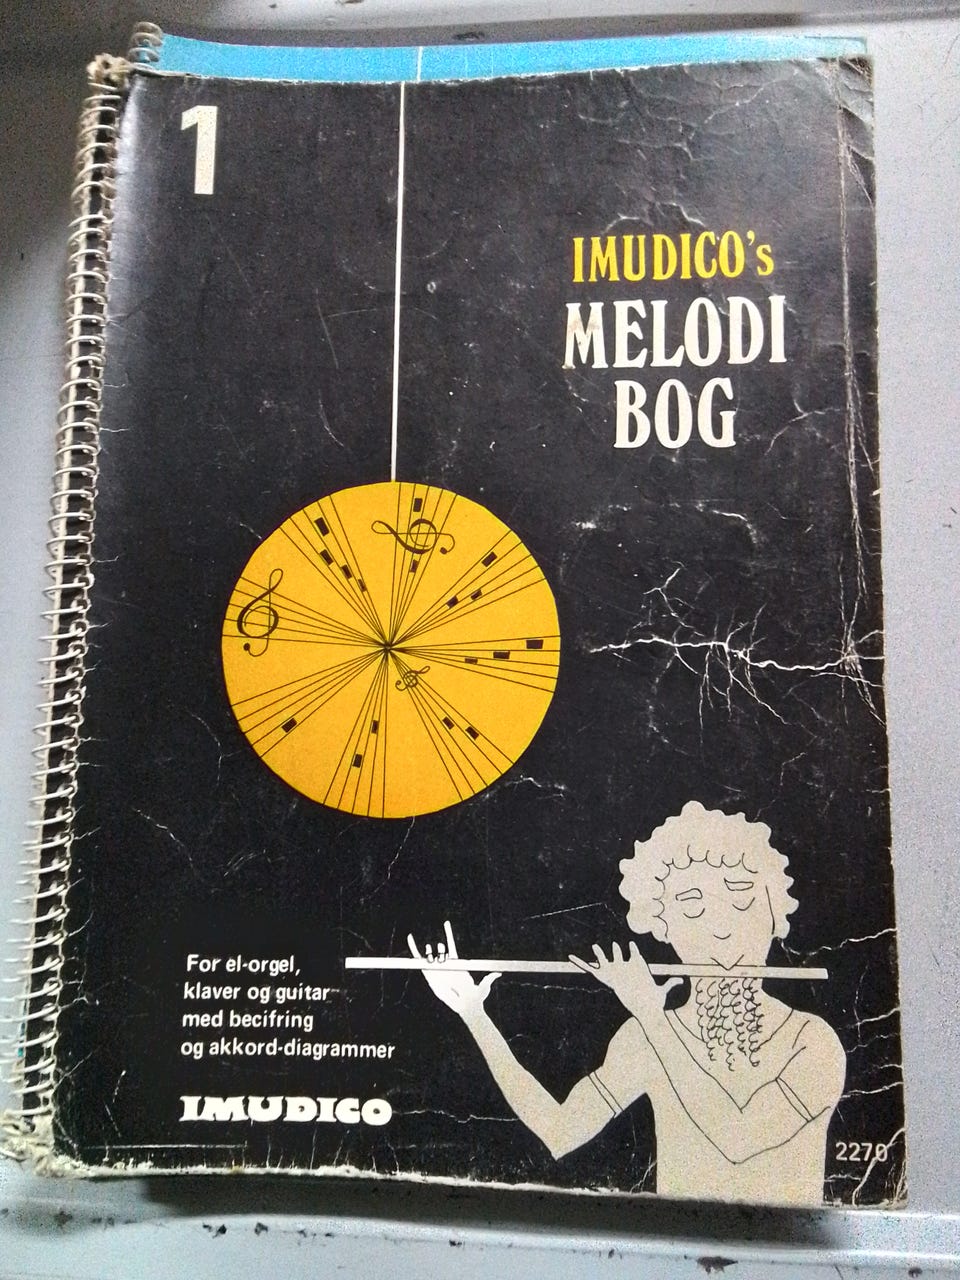 1
IMUDICO's
MELODI
BOG
For el-orgel,
klaver og guitar
med becifring
og akkord-diagrammer
IMUDICO
2270